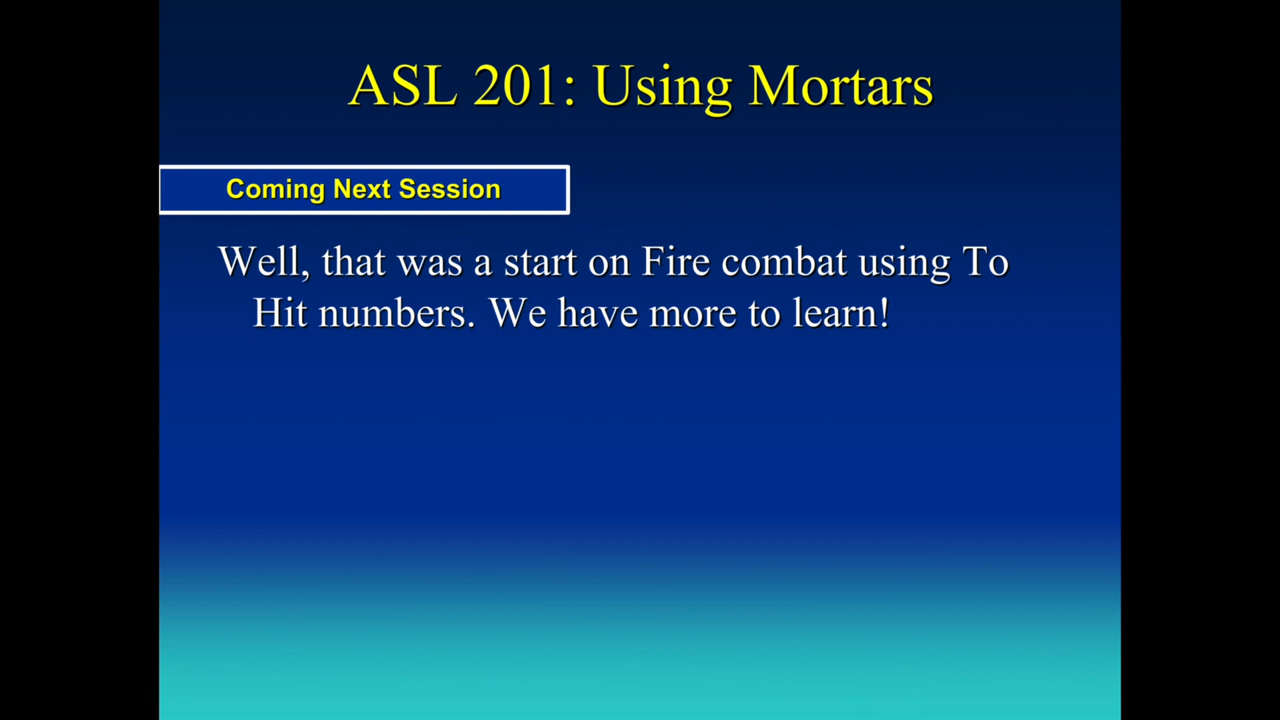 ASL 201: Using Mortars
Coming Next Session
Well, that was a start on Fire combat using To
Hit numbers. We have more to learn!